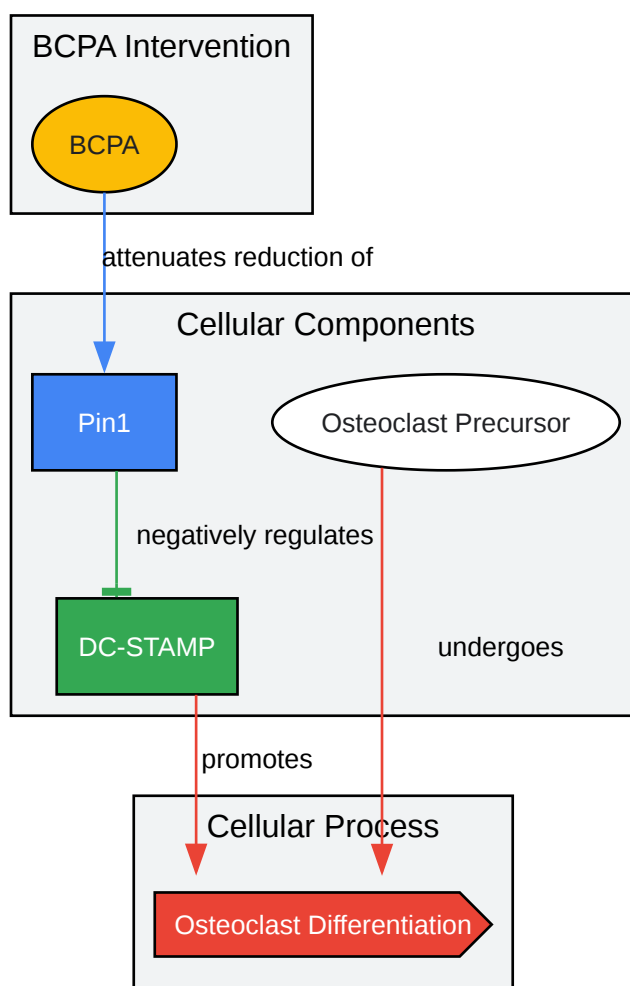 BCPA Intervention
BCPA
attenuates reduction of
Cellular Components
Pin1
Osteoclast Precursor
negatively regulates
DC-STAMP
undergoes
promotes
Cellular Process
Osteoclast Differentiation